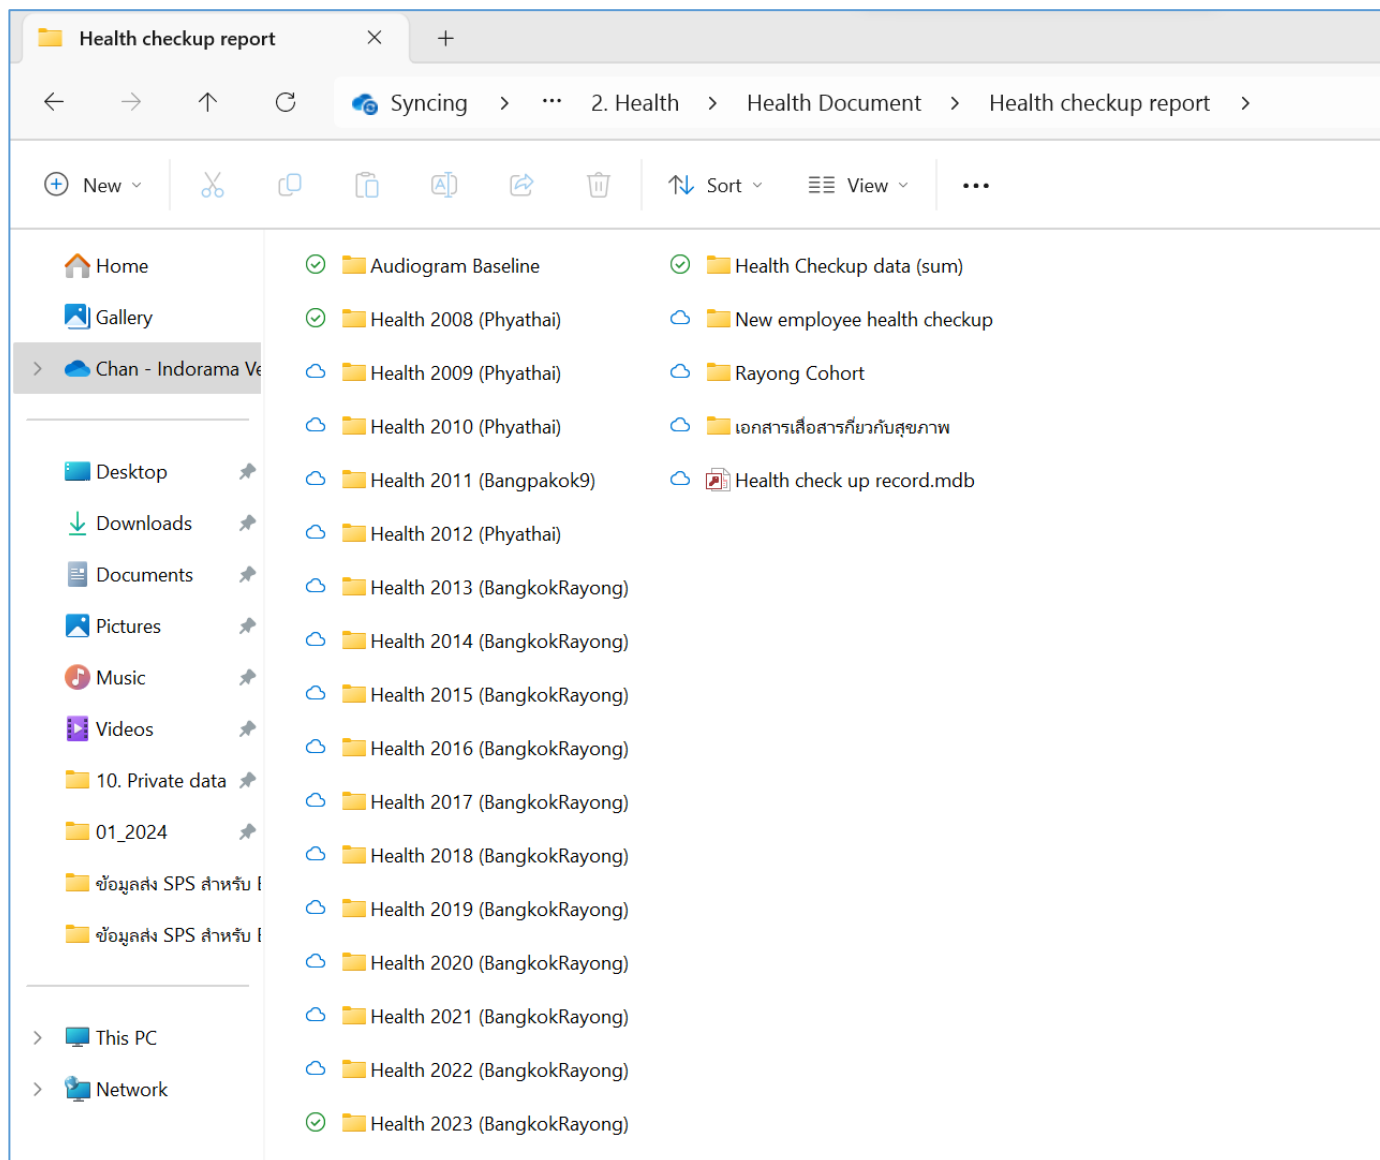 Health checkup report
Syncing > ... 2. Health > Health Document > Health checkup report >
New
Sort
View
Home
Gallery
Chan - Indorama Ve
Desktop
Downloads
Documents
Pictures
Music
Videos
10. Private data
01_2024
ข้อมูลส่ง SPS สำหรับ E
ข้อมูลส่ง SPS สำหรับ E
This PC
Network
Audiogram Baseline
Health 2008 (Phyathai)
Health 2009 (Phyathai)
Health 2010 (Phyathai)
Health 2011 (Bangpakok9)
Health 2012 (Phyathai)
Health 2013 (BangkokRayong)
Health 2014 (BangkokRayong)
Health 2015 (BangkokRayong)
Health 2016 (BangkokRayong)
Health 2017 (BangkokRayong)
Health 2018 (BangkokRayong)
Health 2019 (BangkokRayong)
Health 2020 (BangkokRayong)
Health 2021 (BangkokRayong)
Health 2022 (BangkokRayong)
Health 2023 (BangkokRayong)
Health Checkup data (sum)
New employee health checkup
Rayong Cohort
เอกสารเสื่อสารกี่ยวกับสุขภาพ
Health check up record.mdb